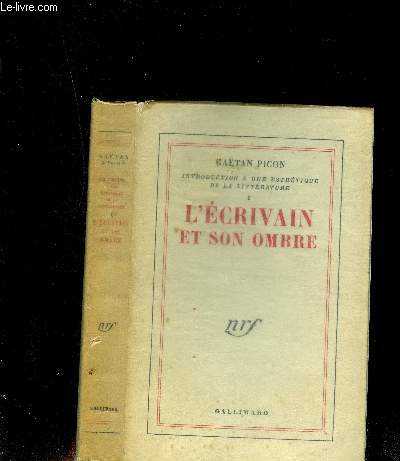 Le-livre.com
GAËTAN PICON
INTRODUCTION A UNE ESTHÉTIQUE
DE LA LITTÉRATURE
I
L'ÉCRIVAIN
ET SON OMBRE
nrf
GALLIMARD
GAËTAN
PICON
I
L'ÉCRIVAIN
ET SON
OMBRE
nrf
GALLIMARD